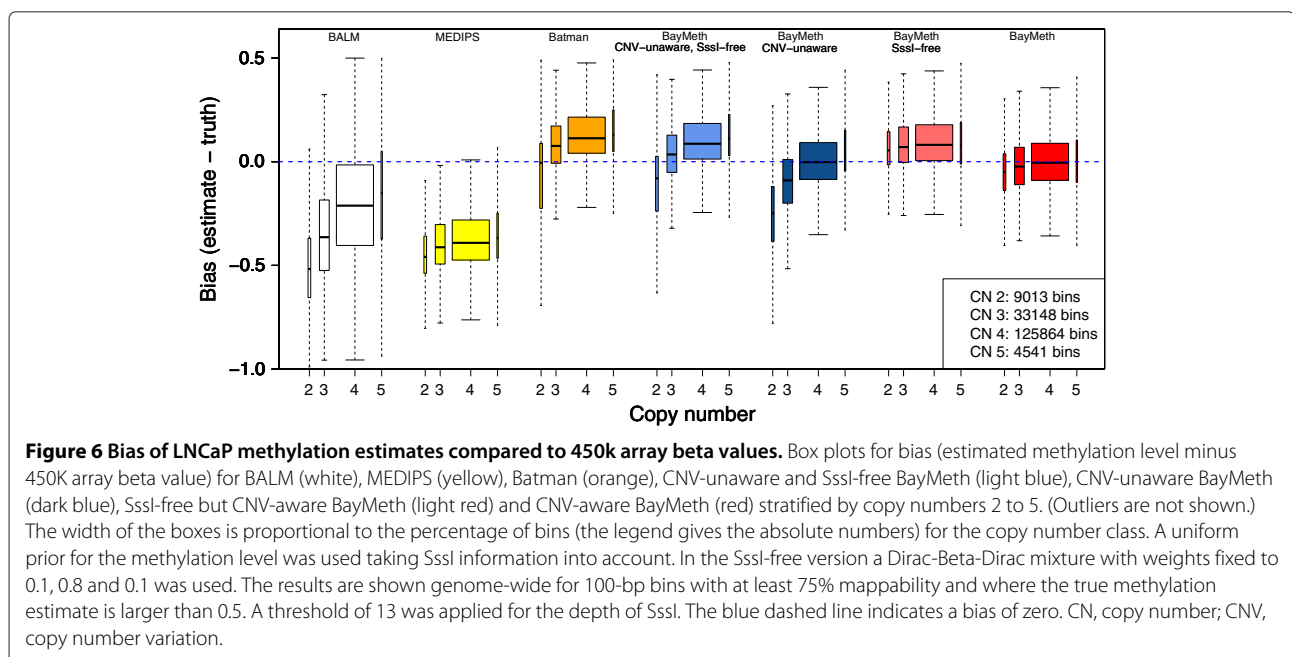 BALM MEDIPS Batman BayMeth BayMeth BayMeth BayMeth
CNV−unaware, SssI−free CNV−unaware SssI−free
0.5
0.0
−0.5
−1.0
Bias (estimate − truth)
CN 2: 9013 bins
CN 3: 33148 bins
CN 4: 125864 bins
CN 5: 4541 bins
2 3 4 5 2 3 4 5 2 3 4 5 2 3 4 5 2 3 4 5 2 3 4 5 2 3 4 5
Copy number
Figure 6 Bias of LNCaP methylation estimates compared to 450k array beta values. Box plots for bias (estimated methylation level minus
450K array beta value) for BALM (white), MEDIPS (yellow), Batman (orange), CNV-unaware and SssI-free BayMeth (light blue), CNV-unaware BayMeth
(dark blue), SssI-free but CNV-aware BayMeth (light red) and CNV-aware BayMeth (red) stratified by copy numbers 2 to 5. (Outliers are not shown.)
The width of the boxes is proportional to the percentage of bins (the legend gives the absolute numbers) for the copy number class. A uniform
prior for the methylation level was used taking SssI information into account. In the SssI-free version a Dirac-Beta-Dirac mixture with weights fixed to
0.1, 0.8 and 0.1 was used. The results are shown genome-wide for 100-bp bins with at least 75% mappability and where the true methylation
estimate is larger than 0.5. A threshold of 13 was applied for the depth of SssI. The blue dashed line indicates a bias of zero. CN, copy number; CNV,
copy number variation.